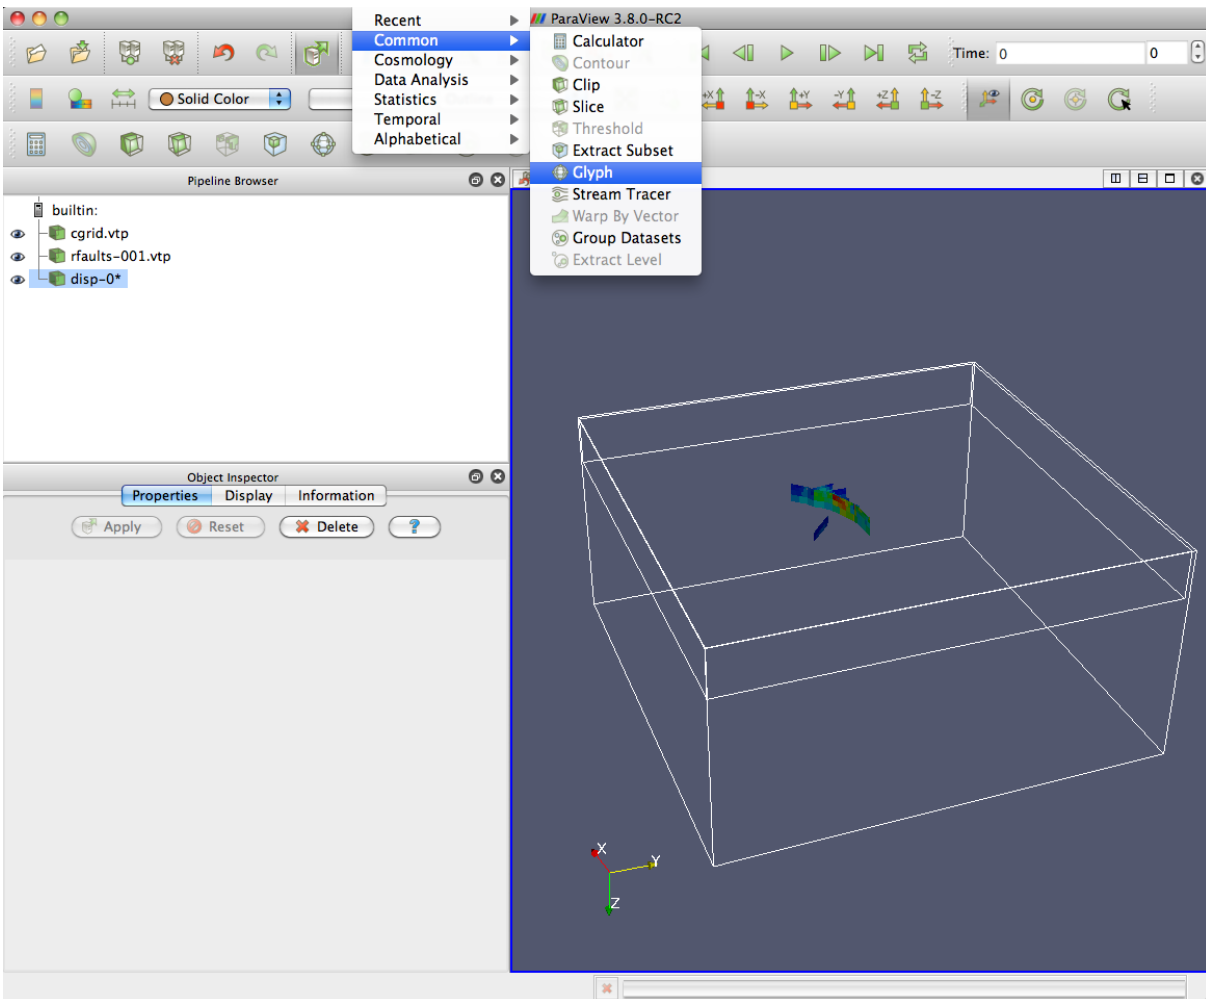 ParaView 3.8.0-RC2
Recent
Common
Cosmology
Data Analysis
Statistics
Temporal
Alphabetical
Calculator
Contour
Clip
Slice
Threshold
Extract Subset
Glyph
Stream Tracer
Warp By Vector
Group Datasets
Extract Level
Time: 0 0
Solid Color
+X -X +Y -Y +Z -Z
Pipeline Browser
builtin:
cgrid.vtp
rfaults-001.vtp
disp-0*
Object Inspector
Properties Display Information
Apply Reset Delete ?
X
Y
Z